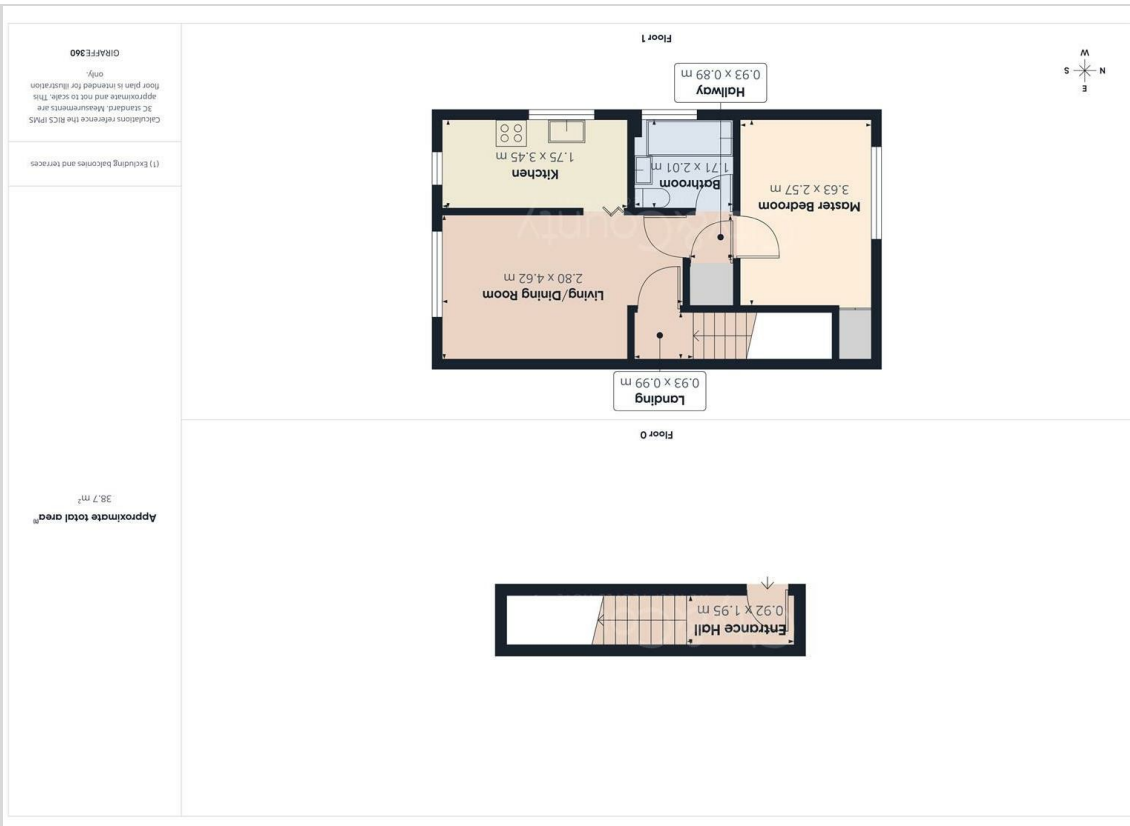 Entrance Hall
0.92 x 1.95 m
Floor 0
Landing
0.93 x 0.99 m
Living/Dining Room
2.80 x 4.62 m
Master Bedroom
3.63 x 2.57 m
Bathroom
1.71 x 2.01 m
Kitchen
1.75 x 3.45 m
Hallway
0.93 x 0.89 m
E
N S
W
Floor 1
Approximate total area(1)
38.7 m²
(1) Excluding balconies and terraces
Calculations reference the RICS IPMS
3C standard. Measurements are
approximate and not to scale. This
floor plan is intended for illustration
only.
GIRAFFE360